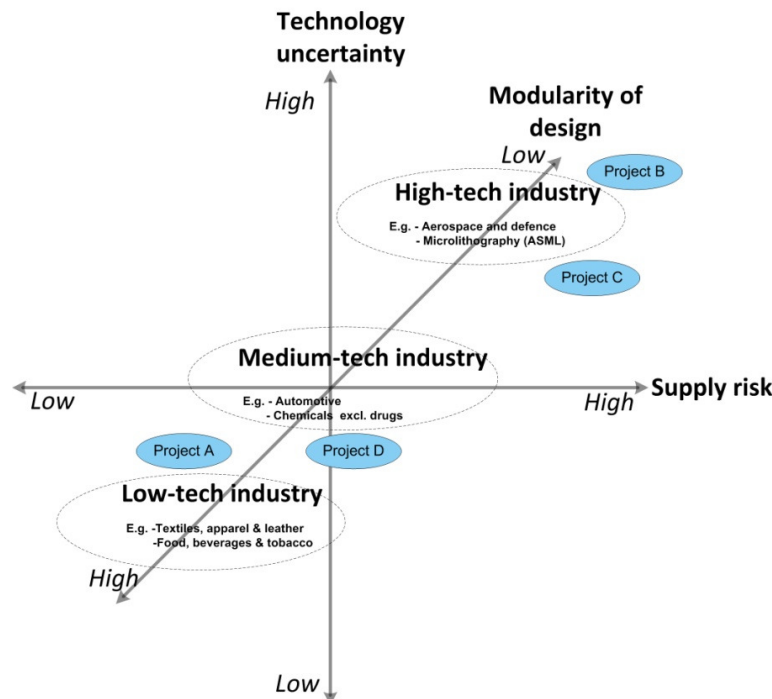 Technology
uncertainty
High
Modularity of
design
Low
Project B
High-tech industry
E.g. - Aerospace and defence
- Microlithography (ASML)
Project C
Medium-tech industry
Low
High
Supply risk
E.g. - Automotive
- Chemicals excl. drugs
Project A
Project D
Low-tech industry
E.g. -Textiles, apparel & leather
-Food, beverages & tobacco
High
Low